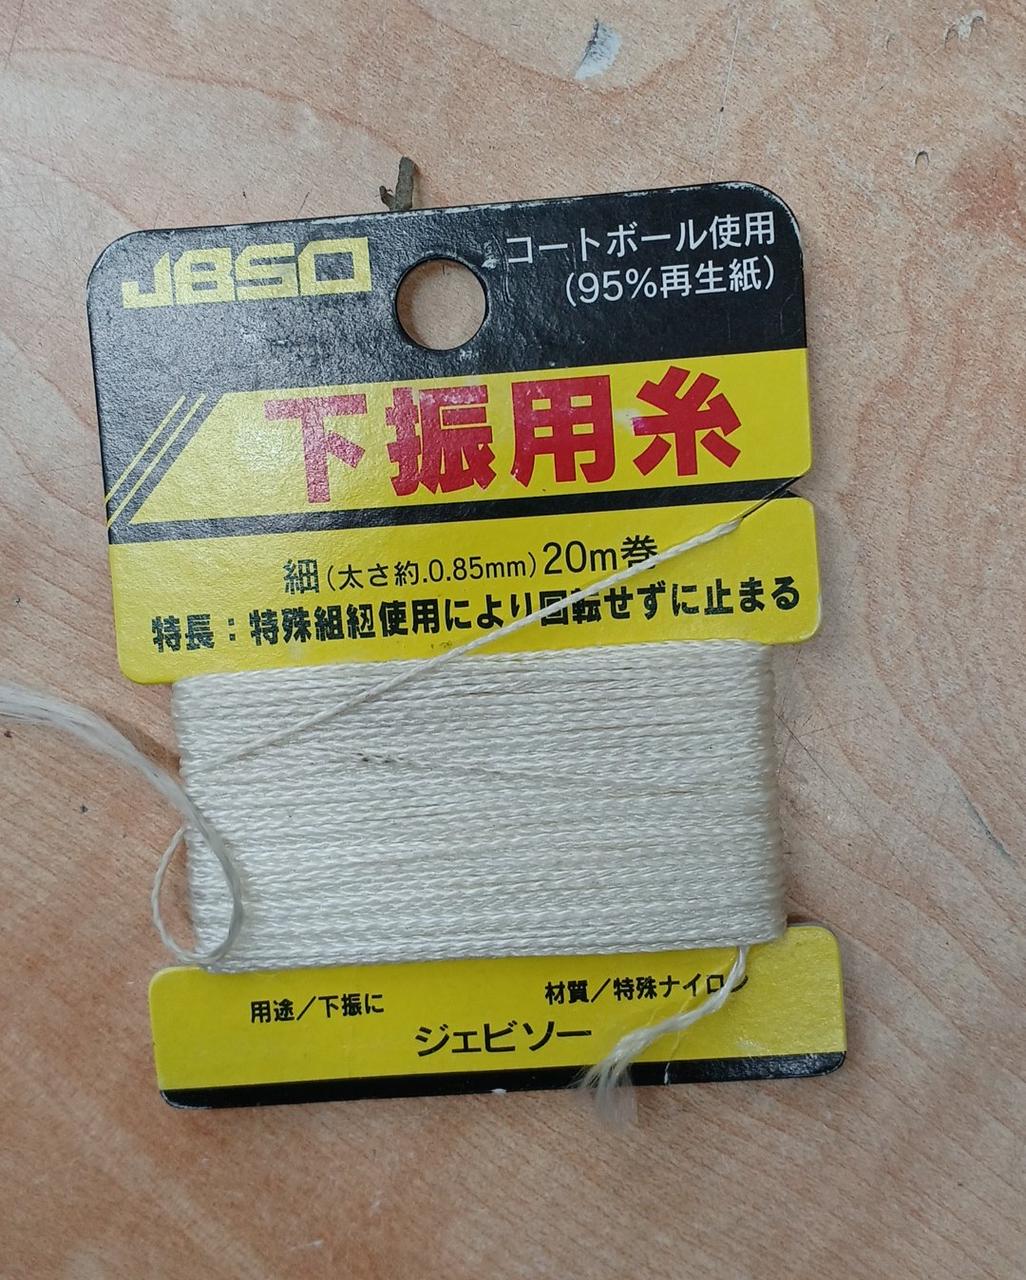 JBSO
コートボール使用
(95%再生紙)
下振用糸
細(太さ約.0.85mm)20m巻
特長：特殊組紐使用により回転せずに止まる
用途／下振に
材質／特殊ナイロン
ジェビソー